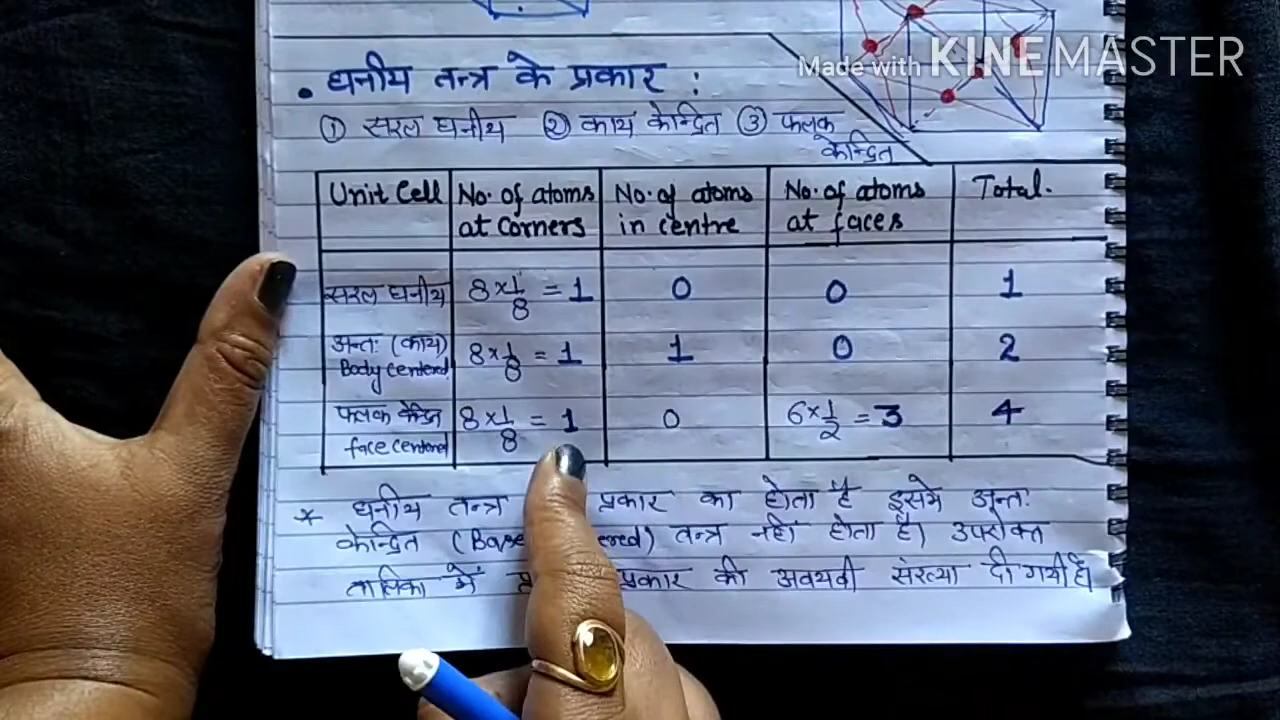 Made with KINEMASTER
• घनीय तन्त्र के प्रकार :
① सरल घनीय ② काय केन्द्रित ③ फलक
केन्द्रित
Unit Cell No. of atoms at Corners No. of atoms in centre No. of atoms at faces Total.
सरल घनीय 8 × 1/8 = 1 0 0 1
अन्तः (काय) Body Centered 8 × 1/8 = 1 1 0 2
फलक केन्द्रित face Centered 8 × 1/8 = 1 0 6 × 1/2 = 3 4
* घनीय तन्त्र प्रकार का होता है इसमे अन्तः
केन्द्रित तन्त्र नहीं होता है। उपरोक्त
तालिका में प्रकार की अवयवी संख्या दी गयी है।